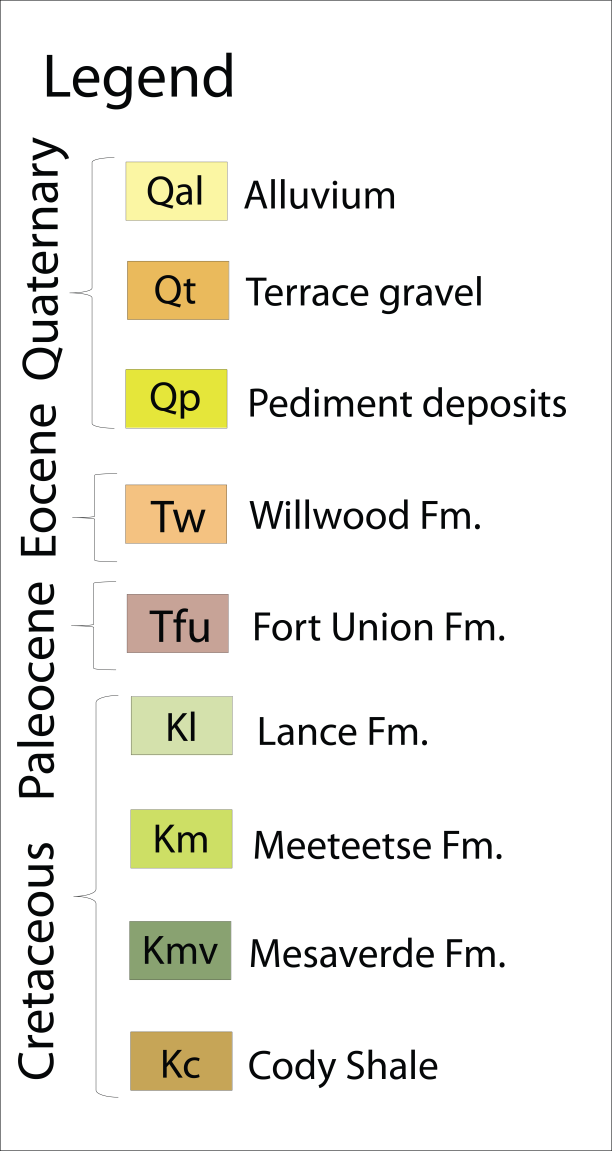 Legend
Quaternary
Qal Alluvium
Qt Terrace gravel
Qp Pediment deposits
Eocene
Tw Willwood Fm.
Paleocene
Tfu Fort Union Fm.
Cretaceous
Kl Lance Fm.
Km Meeteetse Fm.
Kmv Mesaverde Fm.
Kc Cody Shale